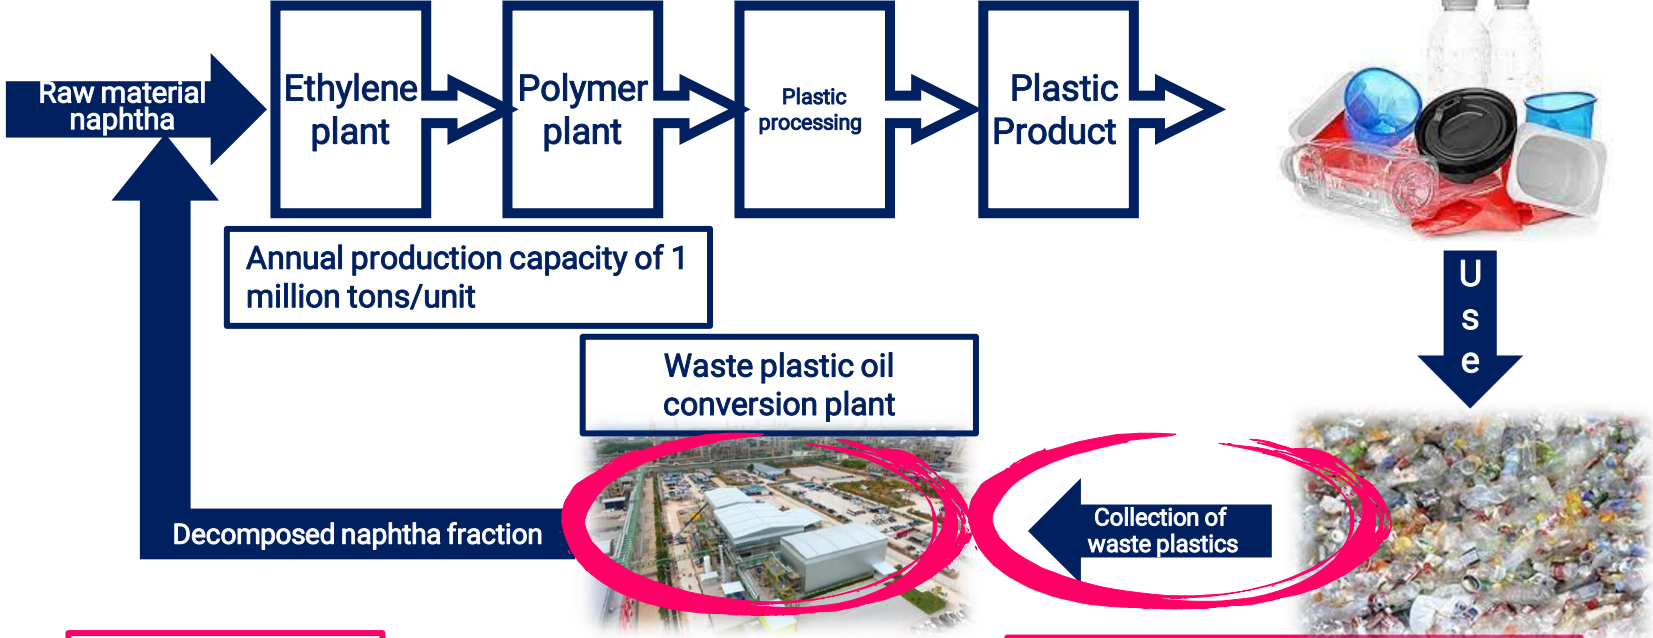 Raw material
naphtha
Ethylene
plant
Polymer
plant
Plastic
processing
Plastic
Product
Annual production capacity of 1
million tons/unit
U
s
e
Waste plastic oil
conversion plant
Collection of
waste plastics
Decomposed naphtha fraction